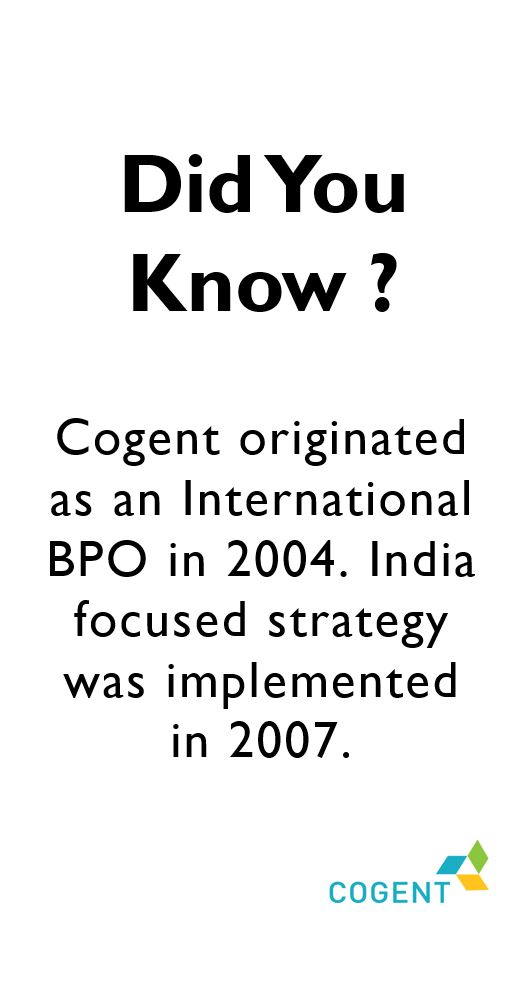 Did You
Know ?
Cogent originated
as an International
BPO in 2004. India
focused strategy
was implemented
in 2007.
COGENT